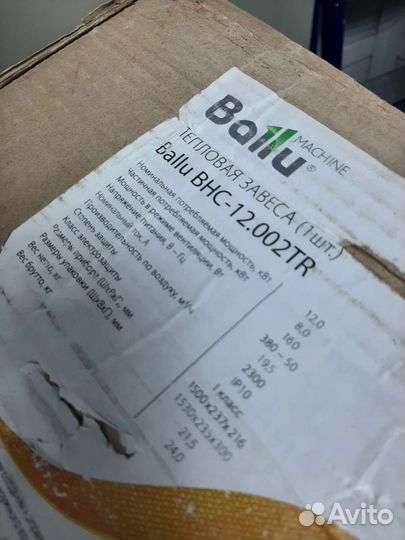 Ballu
MACHINE
®
ТЕПЛОВАЯ ЗАВЕСА (1шт.)
Ballu BHC-12.002TR
Номинальная потребляемая мощность, кВт
Частичная потребляемая мощность, кВт
Мощность в режиме вентиляции, Вт
Напряжение питания, В - Гц
Номинальный ток, А
Производительность по воздуху, м³/ч
Степень защиты
Класс электрозащиты
Размеры прибора (ШхВхГ), мм
Размеры упаковки (ШхВхГ), мм
Вес нетто, кг
Вес брутто, кг
12,0
8,0
160
380 – 50
19,5
2300
IP10
I класс
1500x237x216
1530x235x300
21,5
24,0
Avito